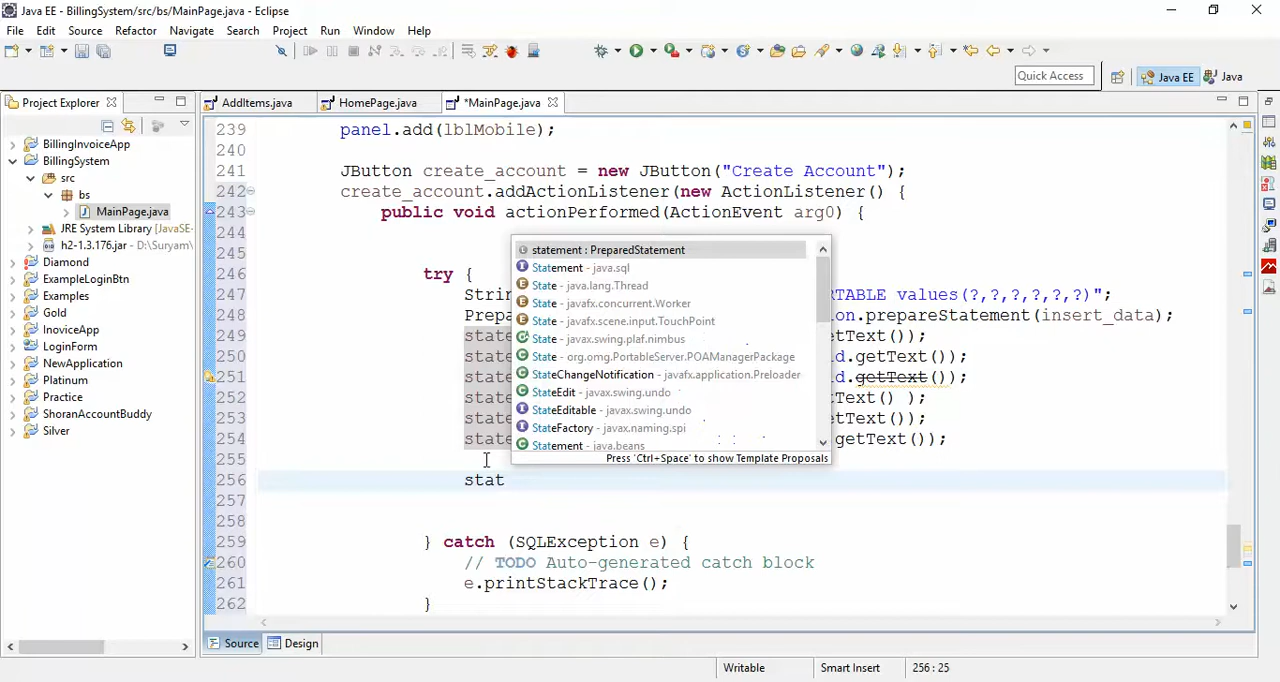 Java EE - BillingSystem/src/bs/MainPage.java - Eclipse
File Edit Source Refactor Navigate Search Project Run Window Help
Quick Access Java EE Java
Project Explorer AddItems.java HomePage.java *MainPage.java
BillingInvoiceApp
BillingSystem
src
bs
MainPage.java
JRE System Library [JavaSE-
h2-1.3.176.jar - D:\Suryam\
Diamond
ExampleLoginBtn
Examples
Gold
InoviceApp
LoginForm
NewApplication
Platinum
Practice
ShoranAccountBuddy
Silver
239 panel.add(lblMobile);
240
241 JButton create_account = new JButton("Create Account");
242 create_account.addActionListener(new ActionListener() {
243 public void actionPerformed(ActionEvent arg0) {
244
245
246 try {
247 Strin RTABLE values(?,?,?,?,?,?)";
248 Prepa on.prepareStatement(insert_data);
249 state etText());
250 state d.getText());
251 state d.getText());
252 state etText() );
253 state etText());
254 state getText());
255
256 stat
257
258
259 } catch (SQLException e) {
260 // TODO Auto-generated catch block
261 e.printStackTrace();
262 }
statement : PreparedStatement
Statement - java.sql
State - java.lang.Thread
State - javafx.concurrent.Worker
State - javafx.scene.input.TouchPoint
State - javax.swing.plaf.nimbus
State - org.omg.PortableServer.POAManagerPackage
StateChangeNotification - javafx.application.Preloader
StateEdit - javax.swing.undo
StateEditable - javax.swing.undo
StateFactory - javax.naming.spi
Statement - java.beans
Press 'Ctrl+Space' to show Template Proposals
Source Design
Writable Smart Insert 256 : 25